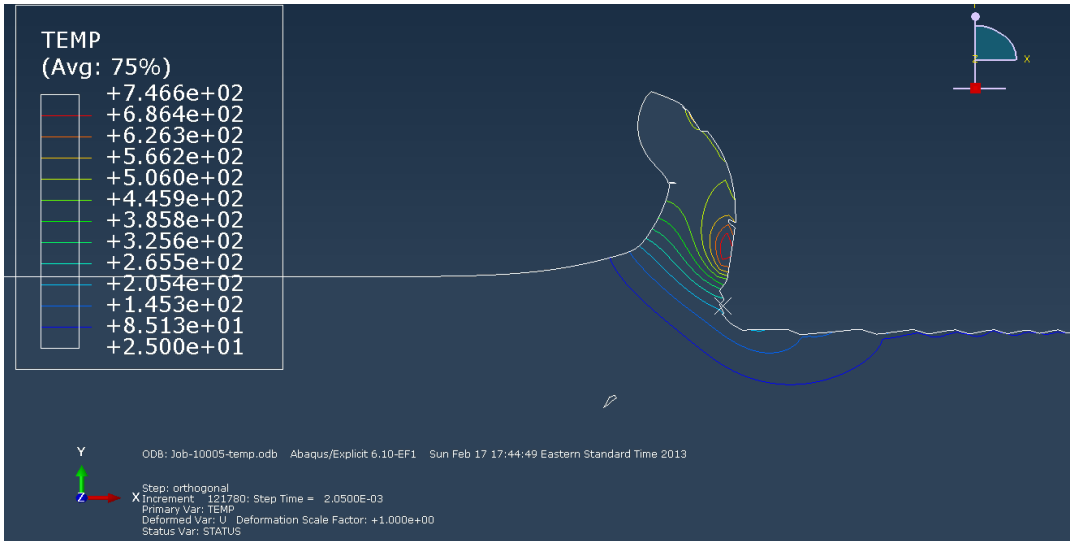 TEMP
(Avg: 75%)
+7.466e+02
+6.864e+02
+6.263e+02
+5.662e+02
+5.060e+02
+4.459e+02
+3.858e+02
+3.256e+02
+2.655e+02
+2.054e+02
+1.453e+02
+8.513e+01
+2.500e+01
Y
Z
X
Y
Z
X
ODB: Job-10005-temp.odb Abaqus/Explicit 6.10-EF1 Sun Feb 17 17:44:49 Eastern Standard Time 2013
Step: orthogonal
Increment 121780: Step Time = 2.0500E-03
Primary Var: TEMP
Deformed Var: U Deformation Scale Factor: +1.000e+00
Status Var: STATUS